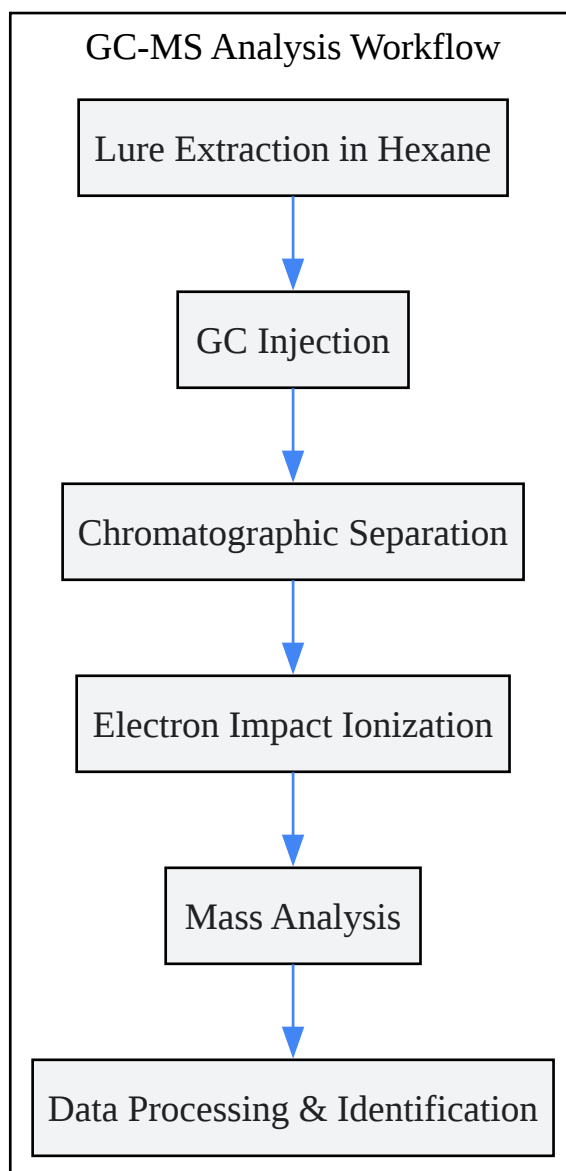 GC-MS Analysis Workflow
Lure Extraction in Hexane
GC Injection
Chromatographic Separation
Electron Impact Ionization
Mass Analysis
Data Processing & Identification